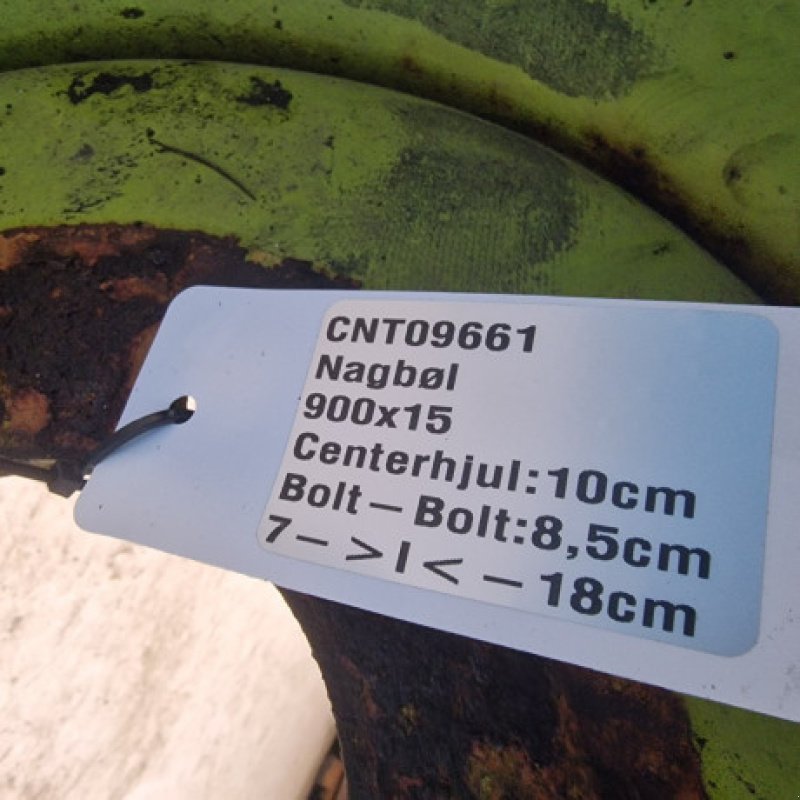 CNT09661
Nagbøl
900x15
Centerhjul:10cm
Bolt-Bolt:8,5cm
7->I<-18cm